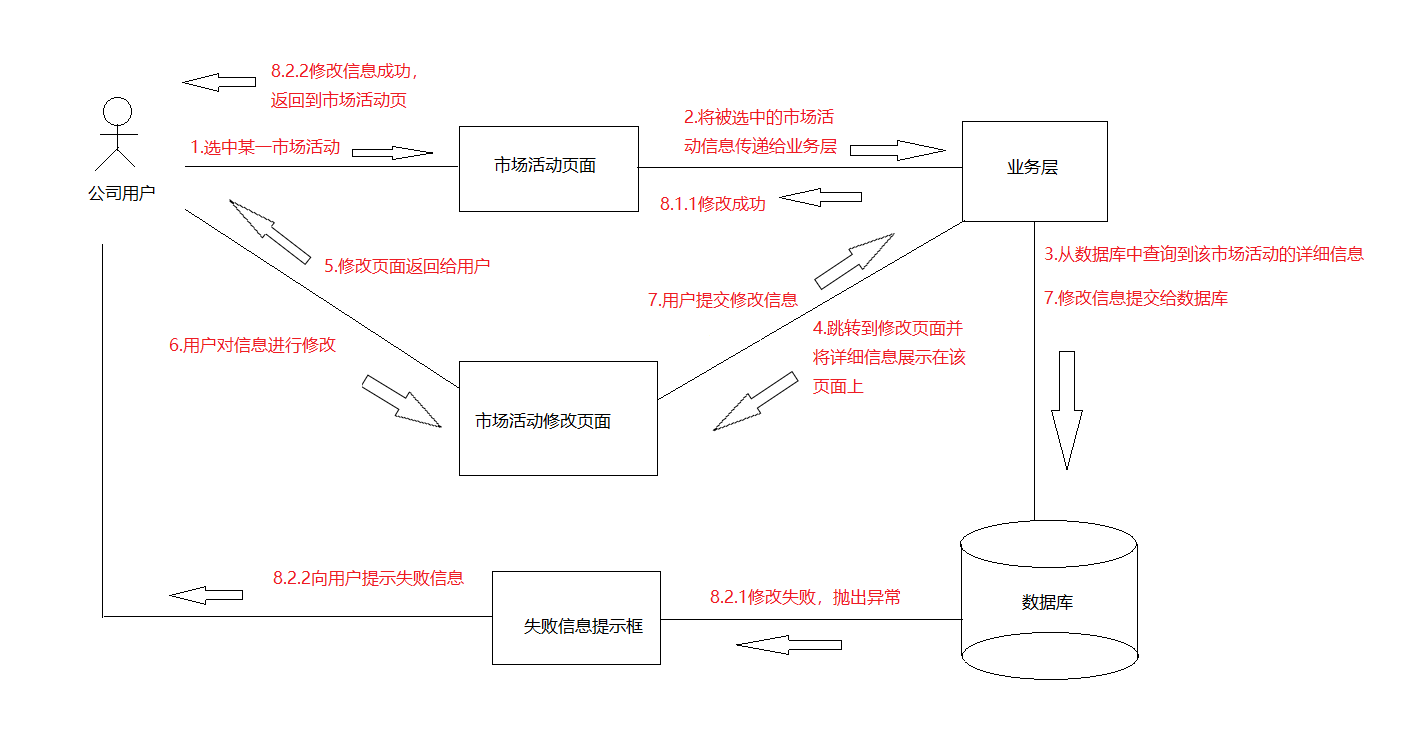 8.2.2修改信息成功，
返回到市场活动页
1.选中某一市场活动
公司用户
市场活动页面
2.将被选中的市场活
动信息传递给业务层
业务层
8.1.1修改成功
3.从数据库中查询到该市场活动的详细信息
7.修改信息提交给数据库
5.修改页面返回给用户
7.用户提交修改信息
4.跳转到修改页面并
将详细信息展示在该
页面上
6.用户对信息进行修改
市场活动修改页面
8.2.2向用户提示失败信息
失败信息提示框
8.2.1修改失败，抛出异常
数据库